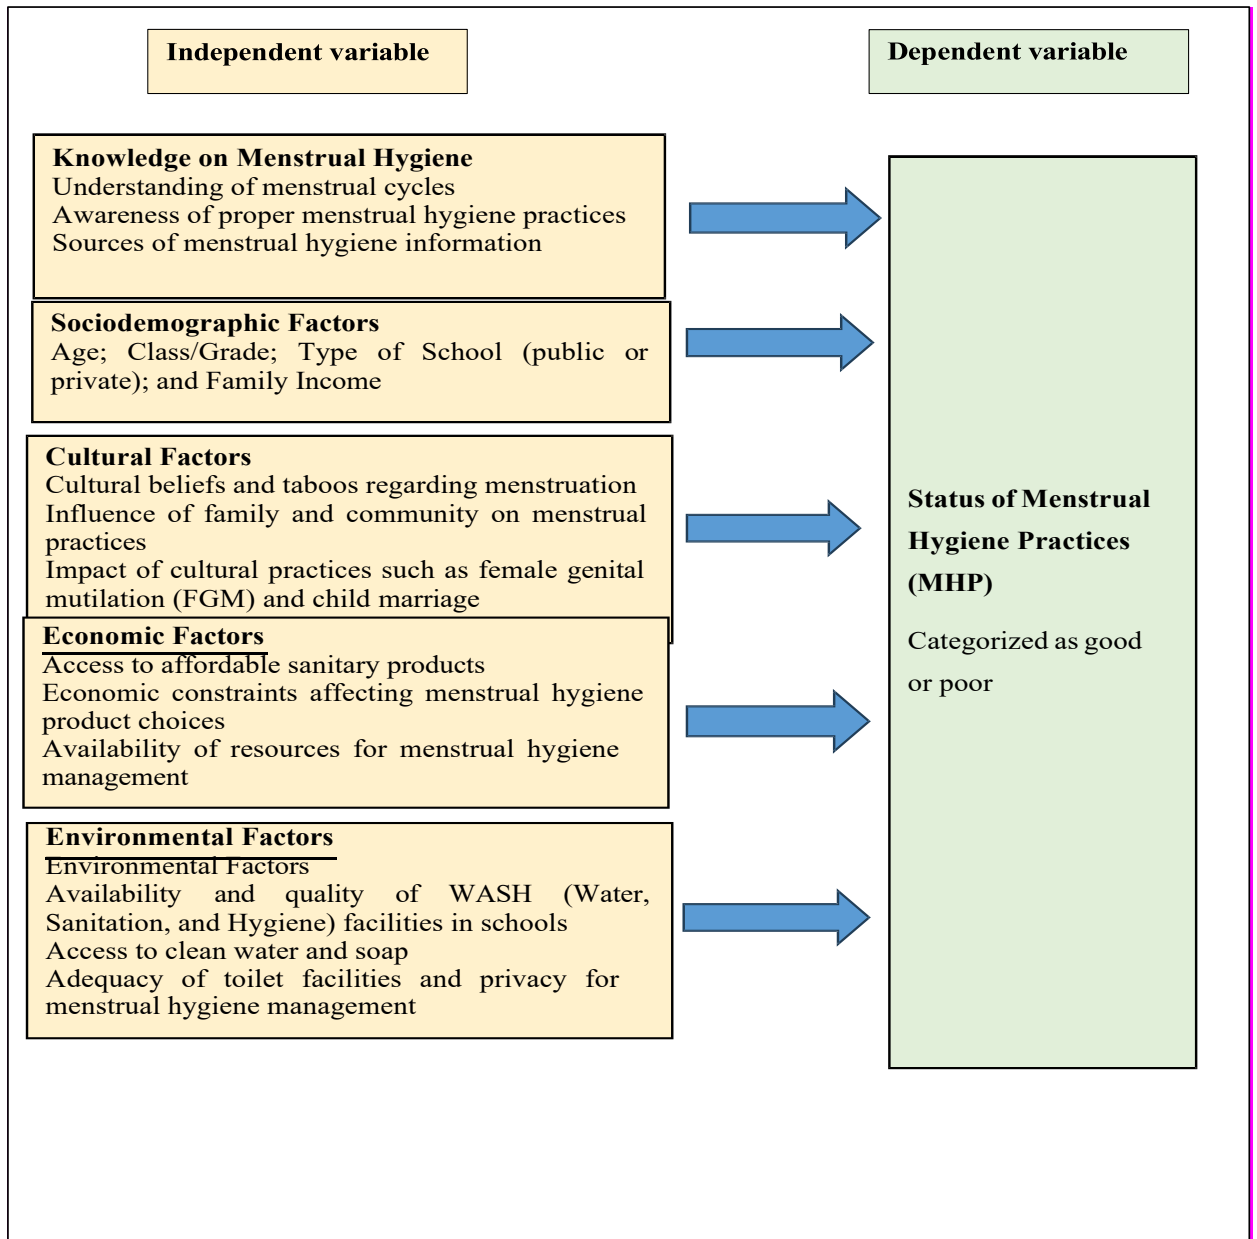 Independent variable
Dependent variable
Knowledge on Menstrual Hygiene
Understanding of menstrual cycles
Awareness of proper menstrual hygiene practices
Sources of menstrual hygiene information
Sociodemographic Factors
Age; Class/Grade; Type of School (public or
private); and Family Income
Cultural Factors
Cultural beliefs and taboos regarding menstruation
Influence of family and community on menstrual
practices
Impact of cultural practices such as female genital
mutilation (FGM) and child marriage
Economic Factors
Access to affordable sanitary products
Economic constraints affecting menstrual hygiene
product choices
Availability of resources for menstrual hygiene
management
Environmental Factors
Environmental Factors
Availability and quality of WASH (Water,
Sanitation, and Hygiene) facilities in schools
Access to clean water and soap
Adequacy of toilet facilities and privacy for
menstrual hygiene management
Status of Menstrual
Hygiene Practices
(MHP)
Categorized as good
or poor